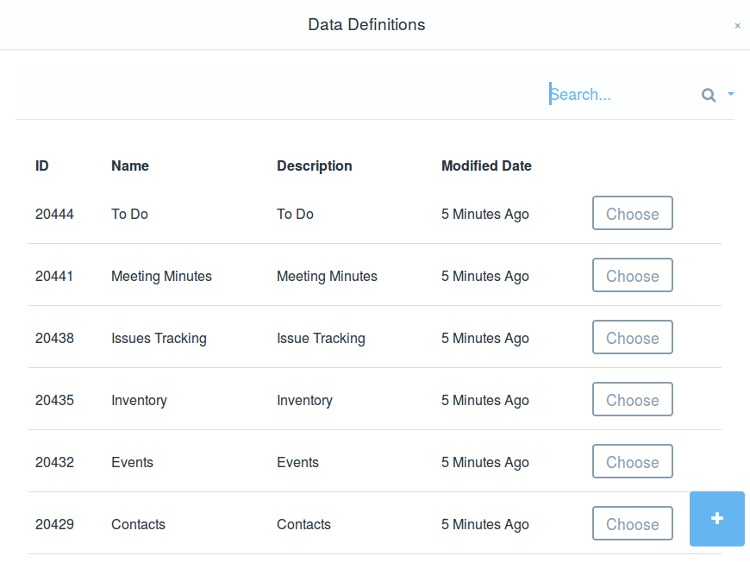 Data Definitions ×
Search...
ID Name Description Modified Date
20444 To Do To Do 5 Minutes Ago Choose
20441 Meeting Minutes Meeting Minutes 5 Minutes Ago Choose
20438 Issues Tracking Issue Tracking 5 Minutes Ago Choose
20435 Inventory Inventory 5 Minutes Ago Choose
20432 Events Events 5 Minutes Ago Choose
20429 Contacts Contacts 5 Minutes Ago Choose
+